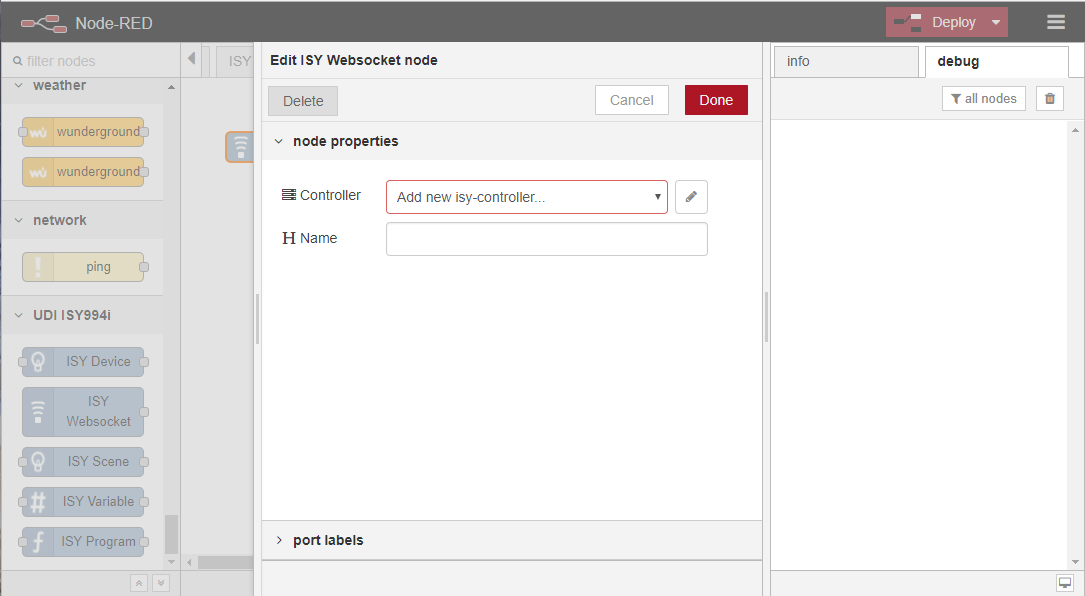 Node-RED
Deploy
filter nodes
weather
wunderground
wunderground
network
ping
UDI ISY994i
ISY Device
ISY
Websocket
ISY Scene
ISY Variable
ISY Program
ISY
Edit ISY Websocket node
Delete
Cancel
Done
node properties
Controller
Add new isy-controller...
Name
port labels
info
debug
all nodes